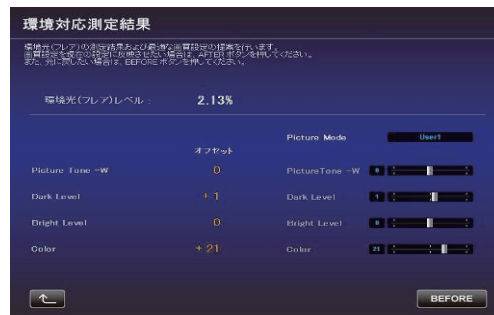 環境対応測定結果
環境光(フレア)の測定結果および最適な画質設定の提案を行います。
画質設定を現在の設定に反映させたい場合は、AFTERボタンを押してください。
また、元に戻したい場合は、BEFOREボタンを押してください。
環境光(フレア)レベル : 2.13%
オフセット Picture Mode User1
Picture Tone -W 0 PictureTone -W 0
Dark Level +1 Dark Level 1
Bright Level 0 Bright Level 0
Color +21 Color 21
BEFORE